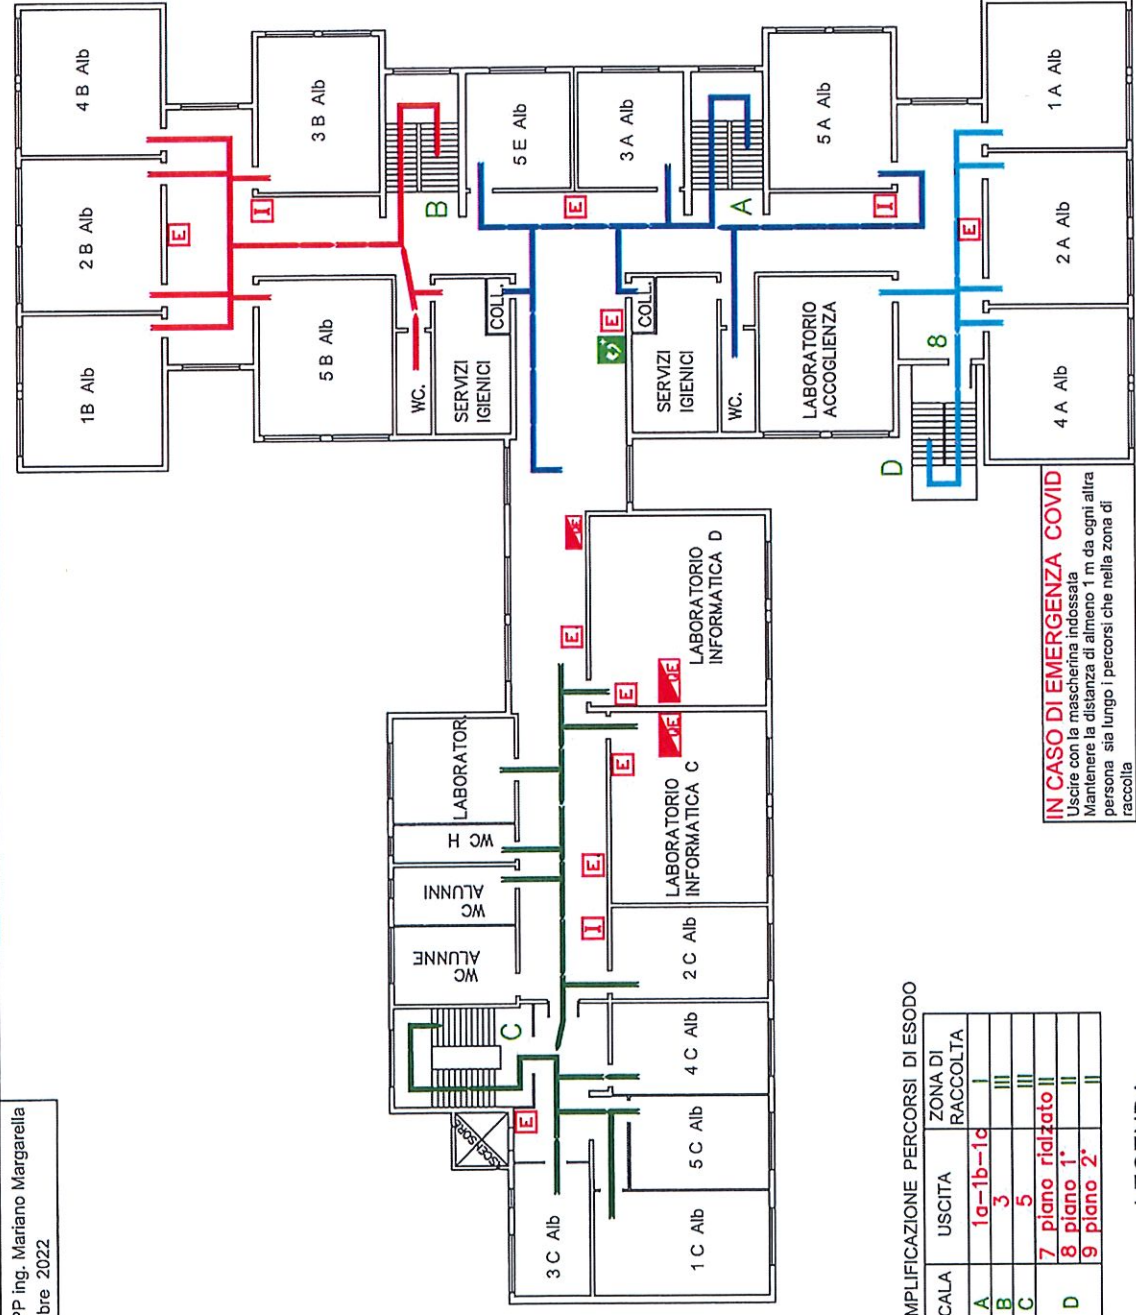 PP ing. Mariano Margarella
bre 2022
1B Alb
2 B Alb
4 B Alb
E
I
5 B Alb
3 B Alb
WC.
B
SERVIZI
IGIENICI
COLL.
5 E Alb
E
3 A Alb
E
COLL.
SERVIZI
IGIENICI
WC.
A
LABORATORIO
ACCOGLIENZA
I
5 A Alb
D
8
E
4 A Alb
2 A Alb
1 A Alb
ASCENSORE
C
WC
ALUNNE
WC
ALUNNI
WC H
LABORATOR.
E
3 C Alb
1 C Alb
5 C Alb
4 C Alb
2 C Alb
I
E
E
E
E
QE
QE
QE
LABORATORIO
INFORMATICA C
LABORATORIO
INFORMATICA D
IN CASO DI EMERGENZA COVID
Uscire con la mascherina indossata
Mantenere la distanza di almeno 1 m da ogni altra
persona sia lungo i percorsi che nella zona di
raccolta
MPLIFICAZIONE PERCORSI DI ESODO
CALA USCITA ZONA DI
RACCOLTA
A 1a-1b-1c I
B 3 III
C 5 III
7 piano rialzato II
D 8 piano 1° II
9 piano 2° II